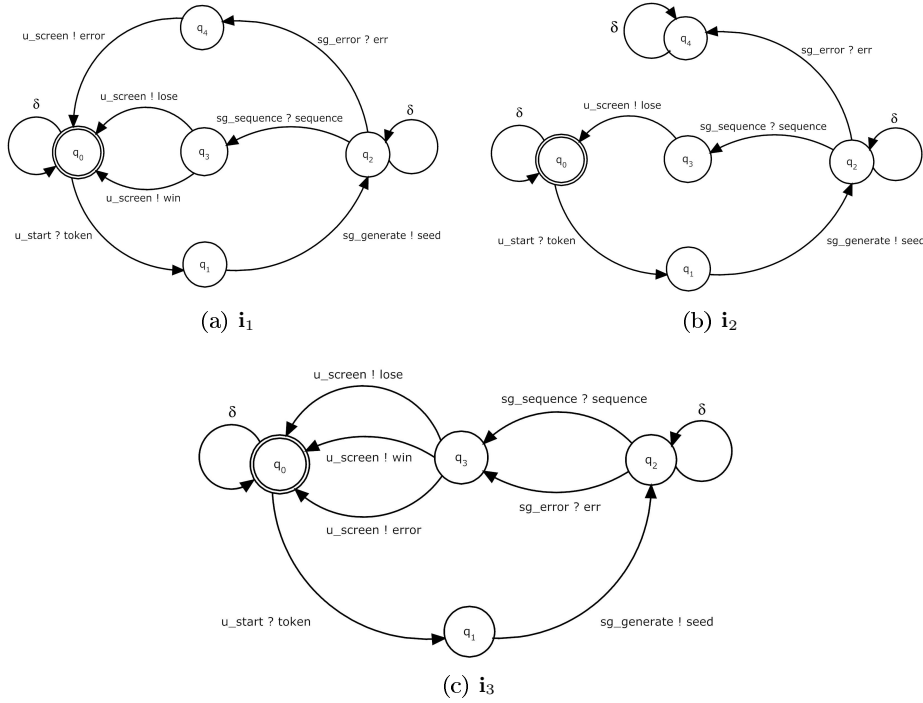 u_screen ! error
q4
sg_error ? err
δ
u_screen ! lose
sg_sequence ? sequence
δ
q0
q3
q2
u_screen ! win
u_start ? token
sg_generate ! seed
q1
(a) i1
δ
q4
sg_error ? err
δ
u_screen ! lose
sg_sequence ? sequence
δ
q0
q3
q2
u_start ? token
sg_generate ! seed
q1
(b) i2
u_screen ! lose
sg_sequence ? sequence
δ
δ
q0
u_screen ! win
q3
q2
sg_error ? err
u_screen ! error
u_start ? token
sg_generate ! seed
q1
(c) i3